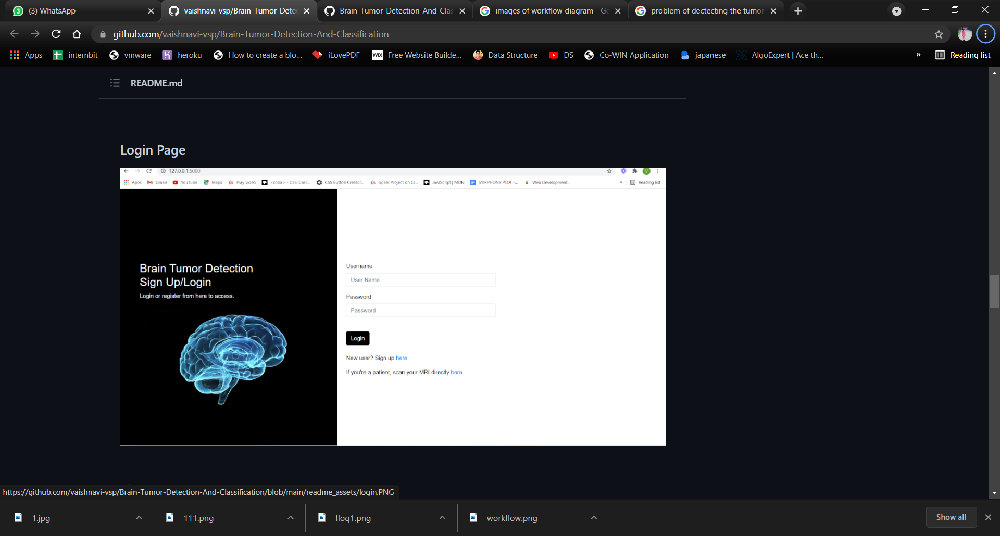 (3) WhatsApp
vaishnavi-vsp/Brain-Tumor-Dete
Brain-Tumor-Detection-And-Clas
images of workflow diagram - Go
problem of dectecting the tumor
github.com/vaishnavi-vsp/Brain-Tumor-Detection-And-Classification
Apps internbit vmware heroku How to create a blo... iLovePDF Free Website Builde... Data Structure DS Co-WIN Application japanese AlgoExpert | Ace th... » Reading list
README.md
Login Page
127.0.0.1:5000
Apps Gmail YouTube Maps Play video <color> - CSS: Casc... CSS Button Creator... Spark Project on Cl... JavaScript | MDN SYMPHONY PLOT -... Web Development... » Reading list
Brain Tumor Detection
Sign Up/Login
Login or register from here to access.
Username
User Name
Password
Password
Login
New user? Sign up here.
If you're a patient, scan your MRI directly here.
https://github.com/vaishnavi-vsp/Brain-Tumor-Detection-And-Classification/blob/main/readme_assets/login.PNG
1.jpg
111.png
floq1.png
workflow.png
Show all